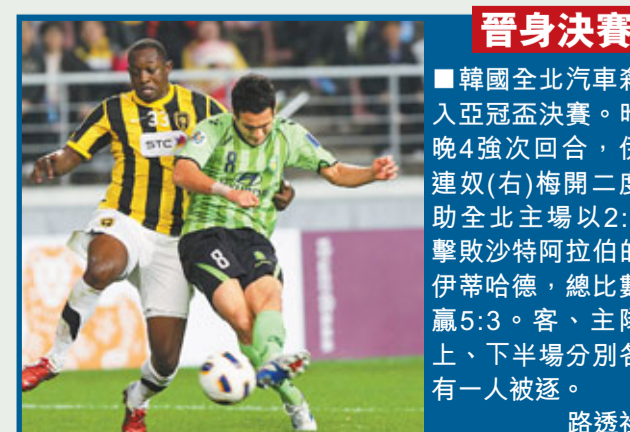 晉身決賽
■韓國全北汽車
入亞冠盃決賽。
晚4強次回合，
連奴(右)梅開二度
助全北主場以2:
擊敗沙特阿拉伯的
伊蒂哈德，總比數
贏5:3。客、主隊
上、下半場分別各
有一人被逐。
路透社
33
STC
8
8